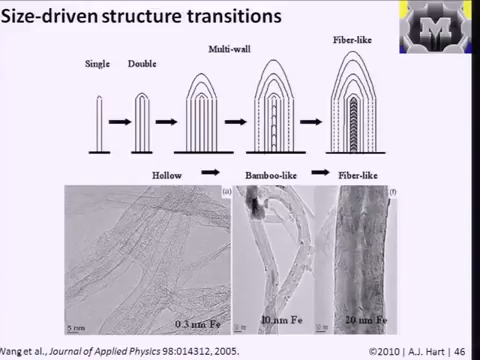 Size-driven structure transitions
M
Single
Double
Multi-wall
Fiber-like
Hollow
Bamboo-like
Fiber-like
(a)
(f)
5 nm
0.3 nm Fe
10 nm Fe
20 nm Fe
Wang et al., Journal of Applied Physics 98:014312, 2005.
©2010 | A.J. Hart | 46